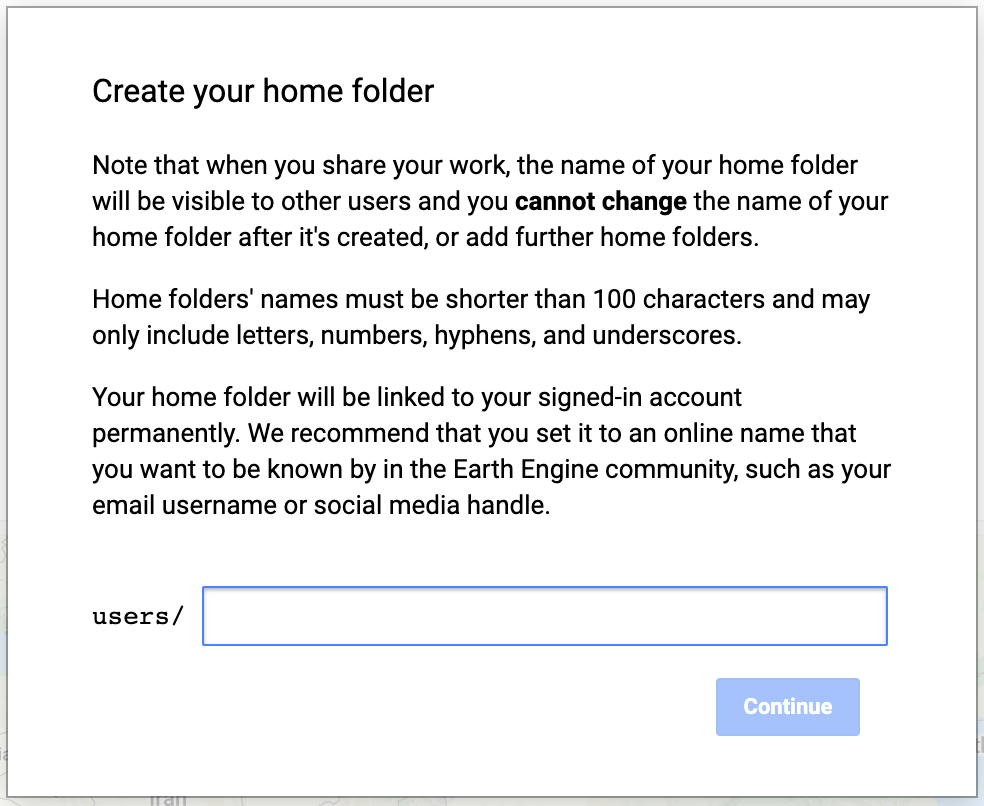 Create your home folder
Note that when you share your work, the name of your home folder
will be visible to other users and you cannot change the name of your
home folder after it's created, or add further home folders.
Home folders' names must be shorter than 100 characters and may
only include letters, numbers, hyphens, and underscores.
Your home folder will be linked to your signed-in account
permanently. We recommend that you set it to an online name that
you want to be known by in the Earth Engine community, such as your
email username or social media handle.
users/
Continue
Iran